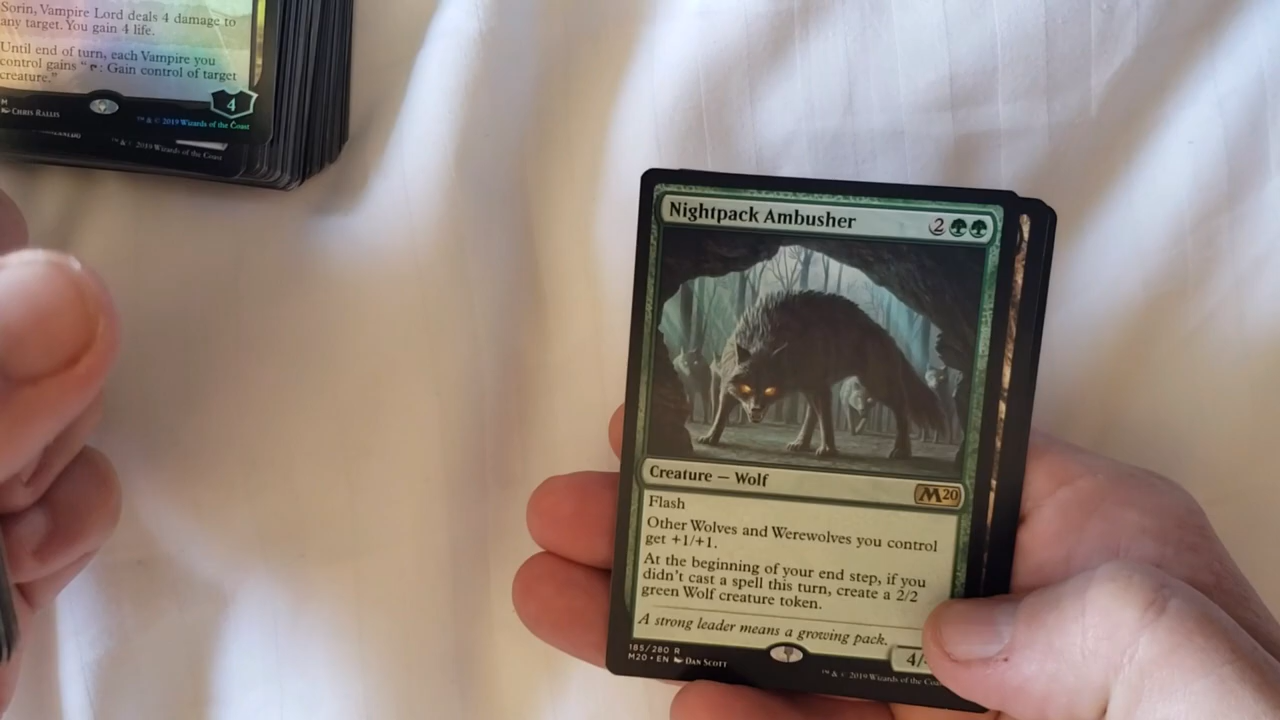 Sorin, Vampire Lord deals 4 damage to
any target. You gain 4 life.
Until end of turn, each Vampire you
control gains “ : Gain control of target
creature.”
M
CHRIS RALLIS
™ & © 2019 Wizards of the Coast
4
™ & © 2019 Wizards of the Coast
Nightpack Ambusher
2
Creature — Wolf
M20
Flash
Other Wolves and Werewolves you control
get +1/+1.
At the beginning of your end step, if you
didn't cast a spell this turn, create a 2/2
green Wolf creature token.
A strong leader means a growing pack.
185/280 R
M20 • EN DAN SCOTT
4/
™ & © 2019 Wizards of the